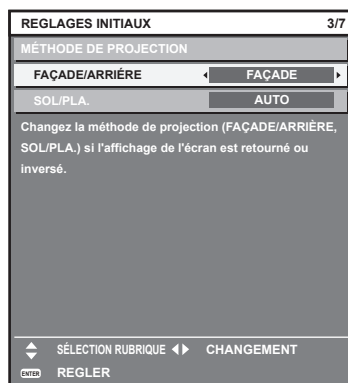 REGLAGES INITIAUX 3/7
MÉTHODE DE PROJECTION
FAÇADE/ARRIÉRE FAÇADE
SOL/PLA. AUTO
Changez la méthode de projection (FAÇADE/ARRIÈRE,
SOL/PLA.) si l'affichage de l'écran est retourné ou
inversé.
SÉLECTION RUBRIQUE CHANGEMENT
ENTER REGLER